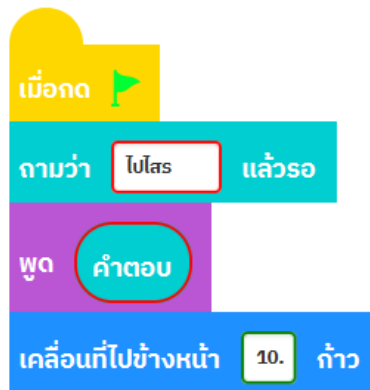 เมื่อกด
ถามว่า ไปไสร แล้วรอ
พูด คำตอบ
เคลื่อนที่ไปข้างหน้า 10. ก้าว